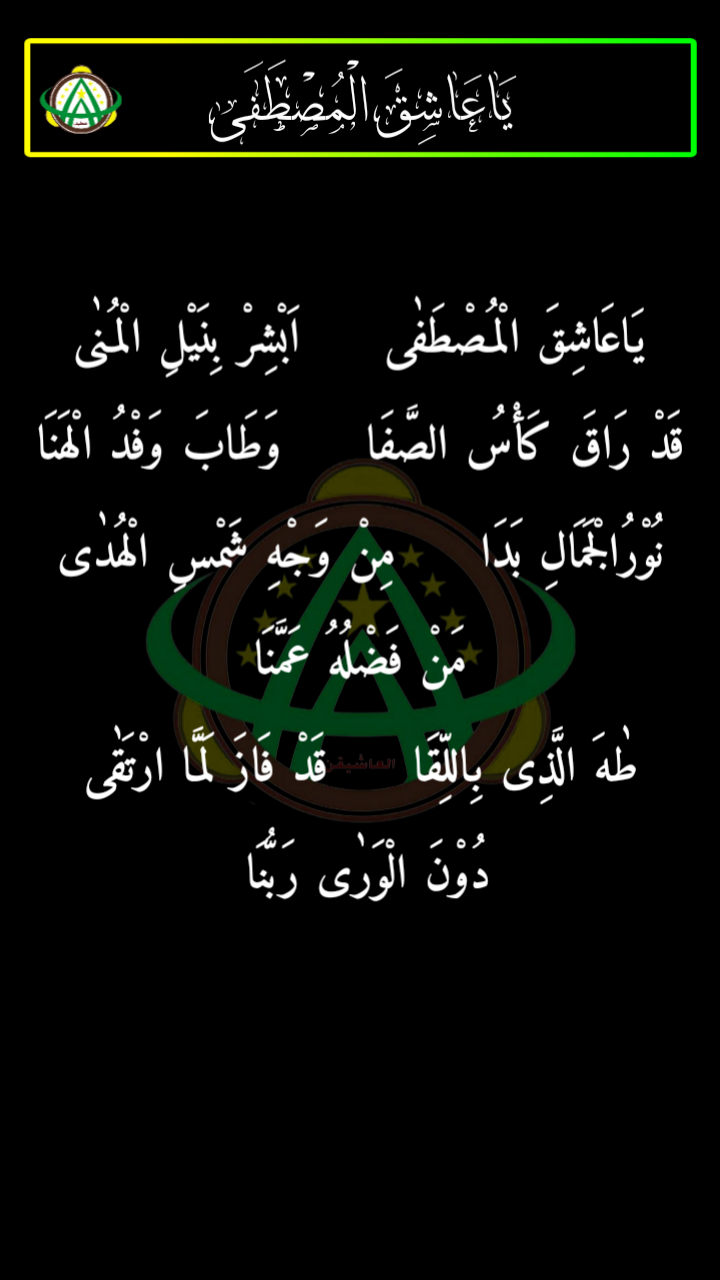 يَاعَاشِقَ الْمُصْطَفَى
يَاعَاشِقَ الْمُصْطَفٰى اَبْشِرْ بِنَيْلِ الْمُنٰى
قَدْ رَاقَ كَأْسُ الصَّفَا وَطَابَ وَفْدُ الْهَنَا
نُوْرُالْجَمَالِ بَدَا مِنْ وَجْهِ شَمْسِ الْهُدٰى
مَنْ فَضْلُهُ عَمَّنَا
طٰهَ الَّذِى بِاللِّقَا قَدْ فَازَ لَمَّا ارْتَقٰى
العاشيقن
دُوْنَ الْوَرٰى رَبُّنَا